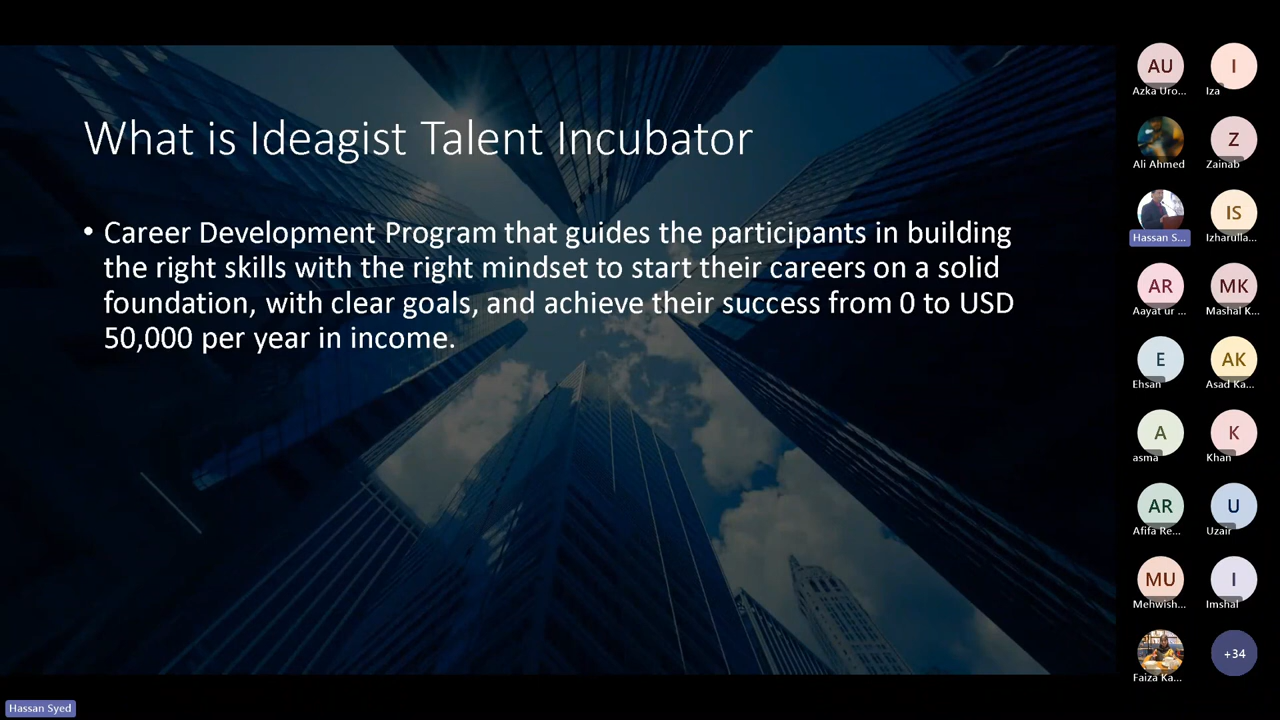 What is Ideagist Talent Incubator
• Career Development Program that guides the participants in building
the right skills with the right mindset to start their careers on a solid
foundation, with clear goals, and achieve their success from 0 to USD
50,000 per year in income.
AU
Azka Uro...
I
Iza
Ali Ahmed
Z
Zainab
Hassan S...
IS
Izharulla...
AR
Aayat ur ...
MK
Mashal K...
E
Ehsan
AK
Asad Ka...
A
asma
K
Khan
AR
Afifa Re...
U
Uzair
MU
Mehwish...
I
Imshal
Faiza Ka...
+34
Hassan Syed